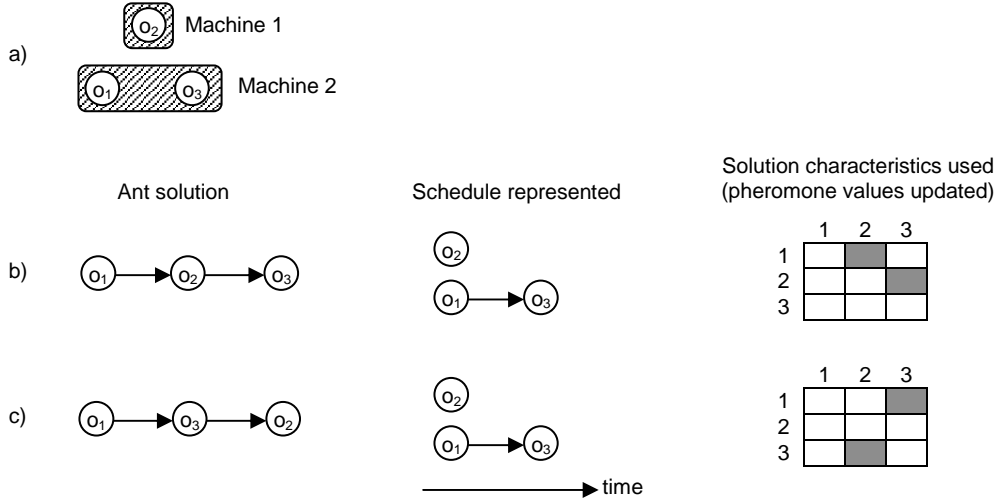 a)
o2 Machine 1
o1 o3 Machine 2
Ant solution
Schedule represented
Solution characteristics used
(pheromone values updated)
b)
o1 o2 o3
o2
o1 o3
1 2 3
1
2
3
c)
o1 o3 o2
o2
o1 o3
1 2 3
1
2
3
time